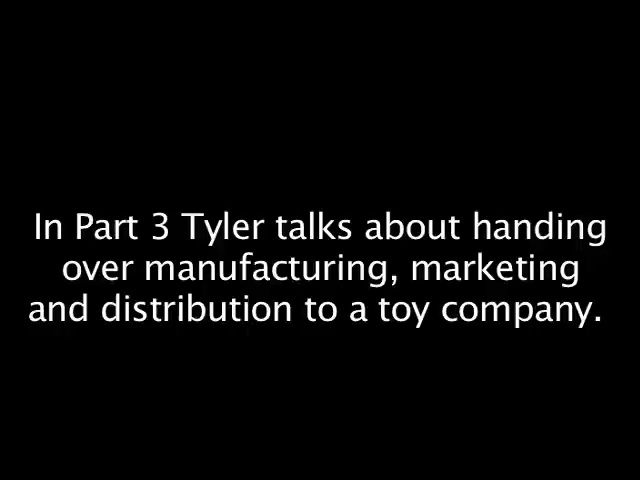 In Part 3 Tyler talks about handing
over manufacturing, marketing
and distribution to a toy company.